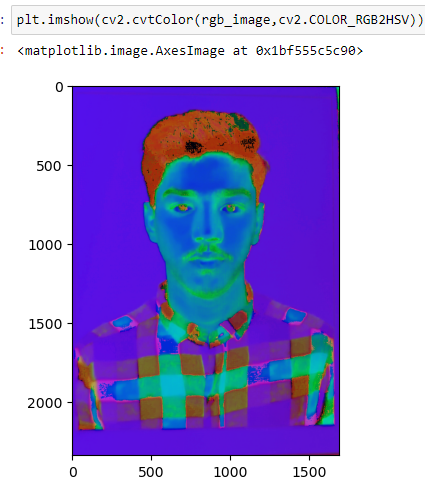 : plt.imshow(cv2.cvtColor(rgb_image,cv2.COLOR_RGB2HSV))
: <matplotlib.image.AxesImage at 0x1bf555c5c90>
0
500
1000
1500
2000
0 500 1000 1500